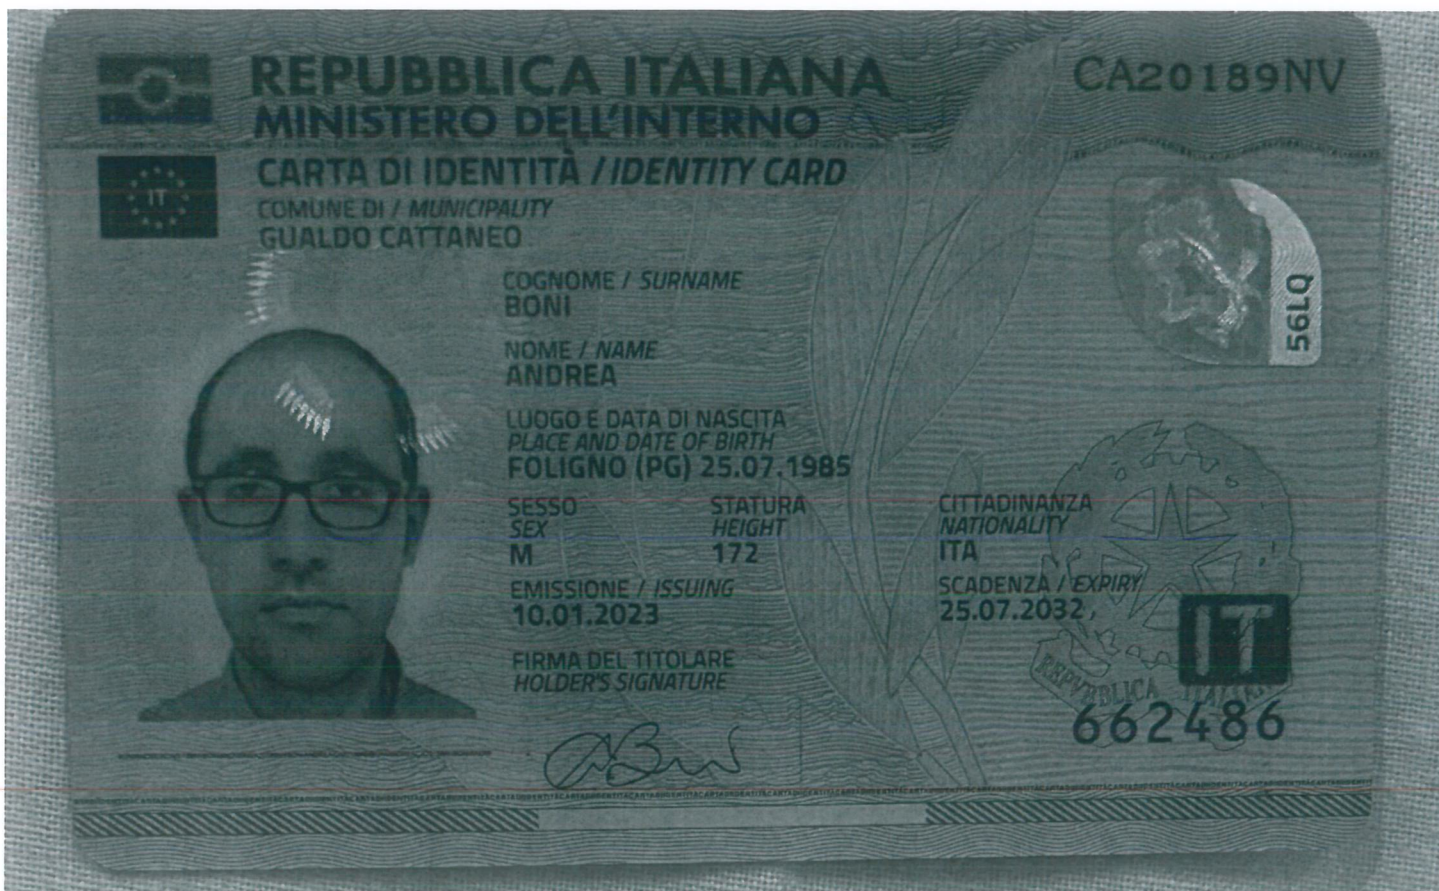 REPUBBLICA ITALIANA
MINISTERO DELL'INTERNO
CA20189NV
CARTA DI IDENTITÀ / IDENTITY CARD
IT
COMUNE DI / MUNICIPALITY
GUALDO CATTANEO
COGNOME / SURNAME
BONI
56LQ
NOME / NAME
ANDREA
LUOGO E DATA DI NASCITA
PLACE AND DATE OF BIRTH
FOLIGNO (PG) 25.07.1985
SESSO STATURA CITTADINANZA
SEX HEIGHT NATIONALITY
M 172 ITA
EMISSIONE / ISSUING SCADENZA / EXPIRY
10.01.2023 25.07.2032
IT
FIRMA DEL TITOLARE
HOLDER'S SIGNATURE
REPVBBLICA ITALIANA
662486